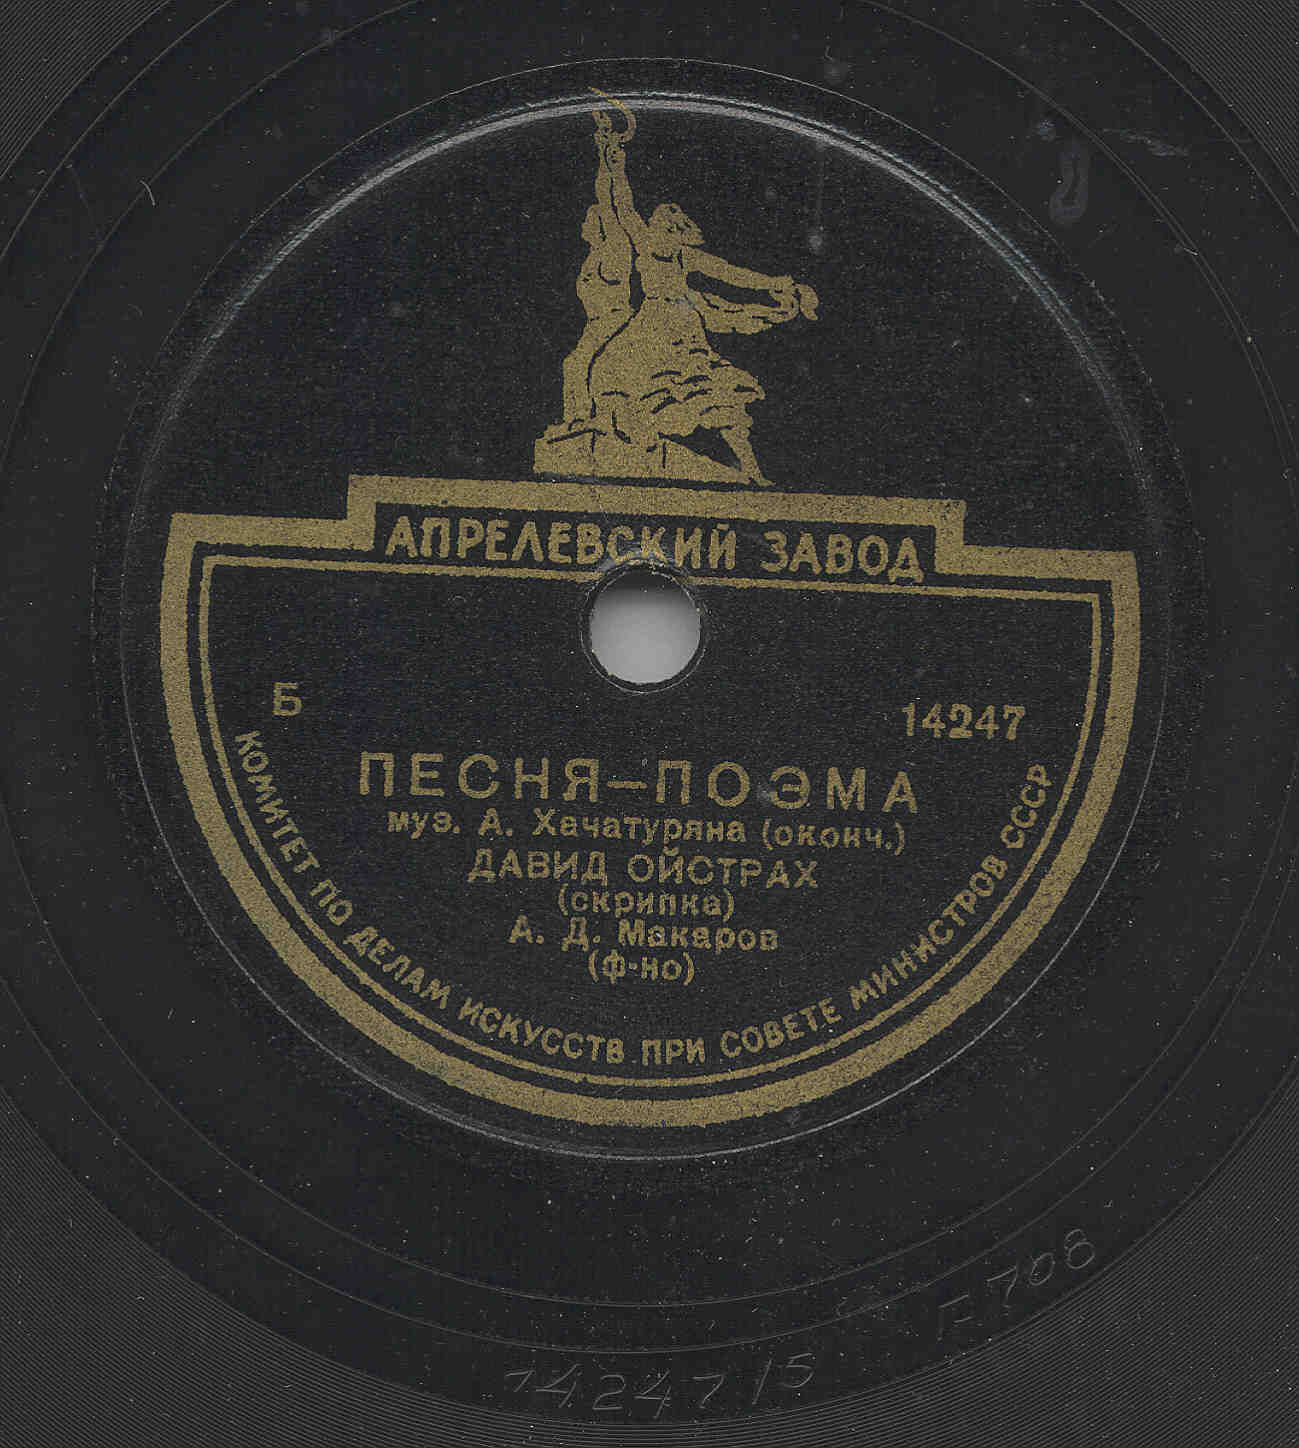 АПРЕЛЕВСКИЙ ЗАВОД
Б
14247
ПЕСНЯ–ПОЭМА
муз. А. Хачатуряна (оконч.)
ДАВИД ОЙСТРАХ
(скрипка)
А. Д. Макаров
(ф-но)
КОМИТЕТ ПО ДЕЛАМ ИСКУССТВ ПРИ СОВЕТЕ МИНИСТРОВ СССР
14247/5
F-708